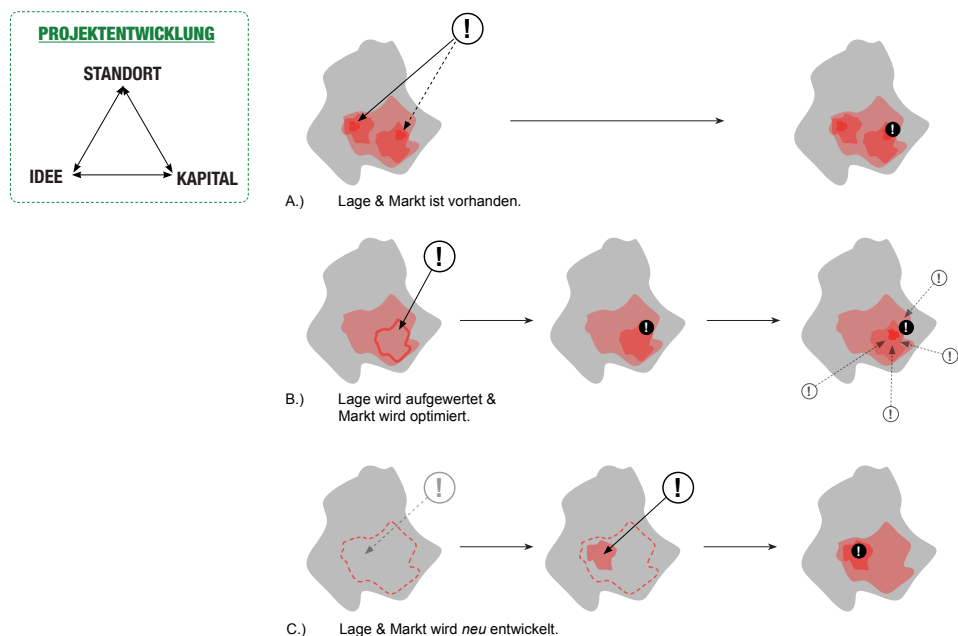 PROJEKTENTWICKLUNG
STANDORT
IDEE
KAPITAL
!
!
A.) Lage & Markt ist vorhanden.
!
!
!
!
!
!
!
B.) Lage wird aufgewertet &
Markt wird optimiert.
!
!
!
C.) Lage & Markt wird neu entwickelt.